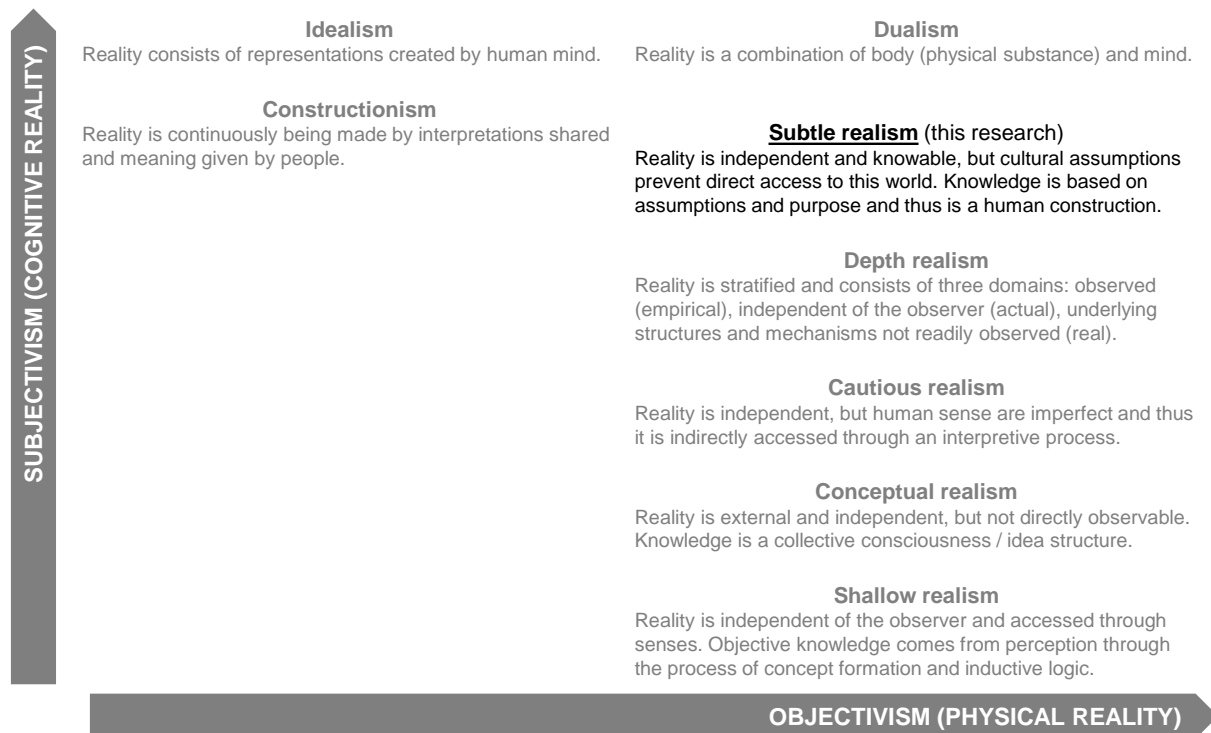 SUBJECTIVISM (COGNITIVE REALITY)
Idealism
Reality consists of representations created by human mind.
Constructionism
Reality is continuously being made by interpretations shared
and meaning given by people.
Dualism
Reality is a combination of body (physical substance) and mind.
Subtle realism (this research)
Reality is independent and knowable, but cultural assumptions
prevent direct access to this world. Knowledge is based on
assumptions and purpose and thus is a human construction.
Depth realism
Reality is stratified and consists of three domains: observed
(empirical), independent of the observer (actual), underlying
structures and mechanisms not readily observed (real).
Cautious realism
Reality is independent, but human sense are imperfect and thus
it is indirectly accessed through an interpretive process.
Conceptual realism
Reality is external and independent, but not directly observable.
Knowledge is a collective consciousness / idea structure.
Shallow realism
Reality is independent of the observer and accessed through
senses. Objective knowledge comes from perception through
the process of concept formation and inductive logic.
OBJECTIVISM (PHYSICAL REALITY)